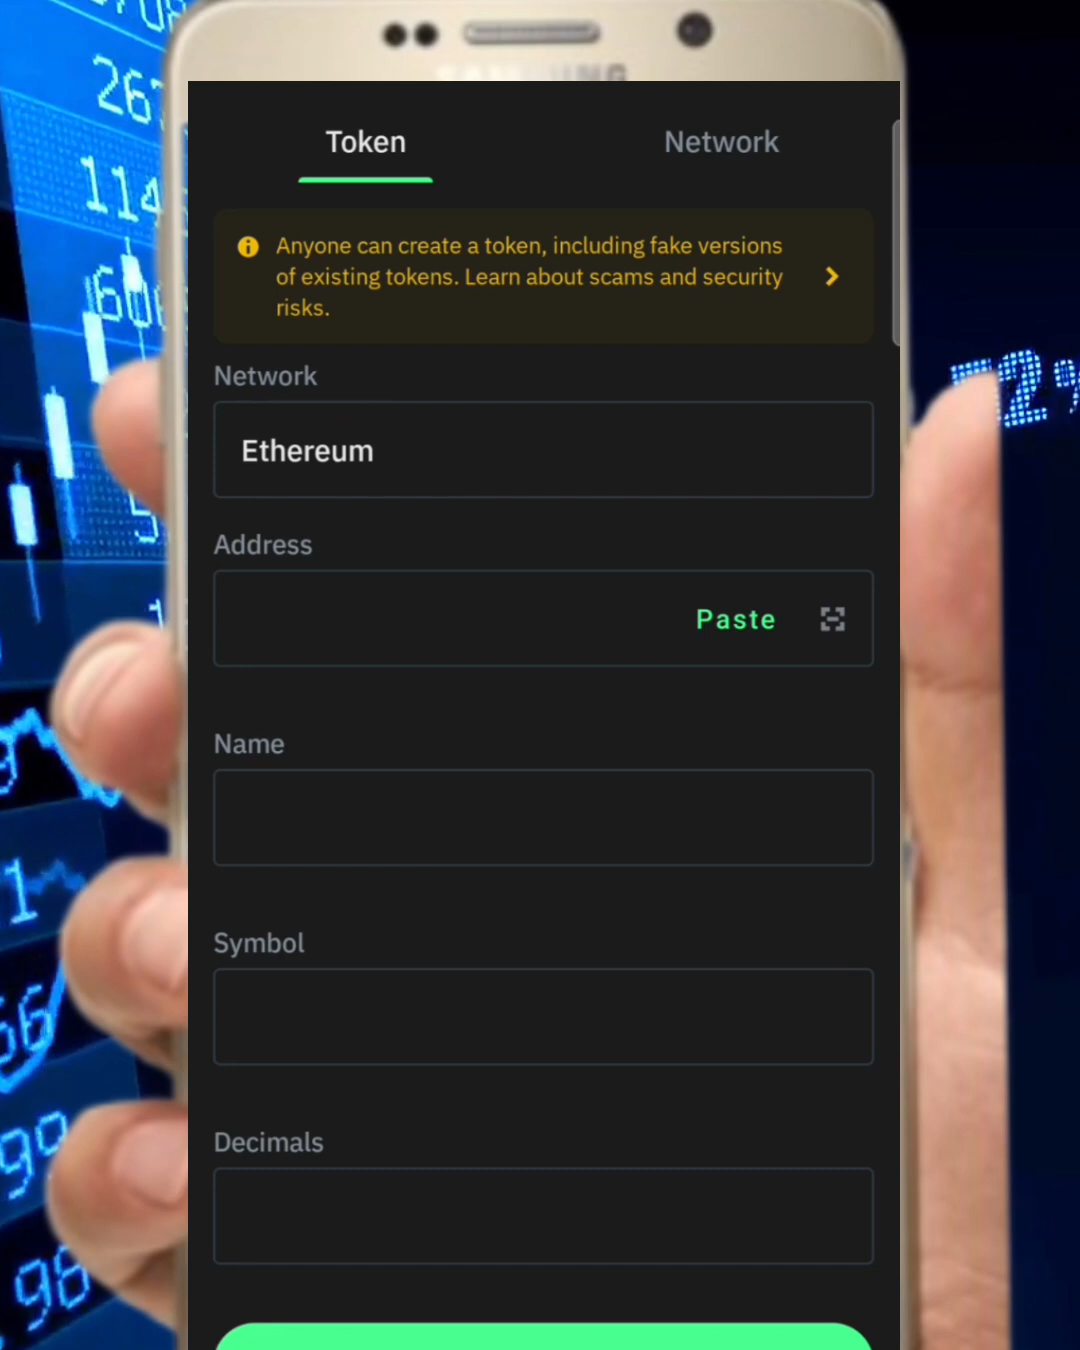 Token
Network
Anyone can create a token, including fake versions
of existing tokens. Learn about scams and security
risks.
Network
Ethereum
Address
Paste
Name
Symbol
Decimals
114